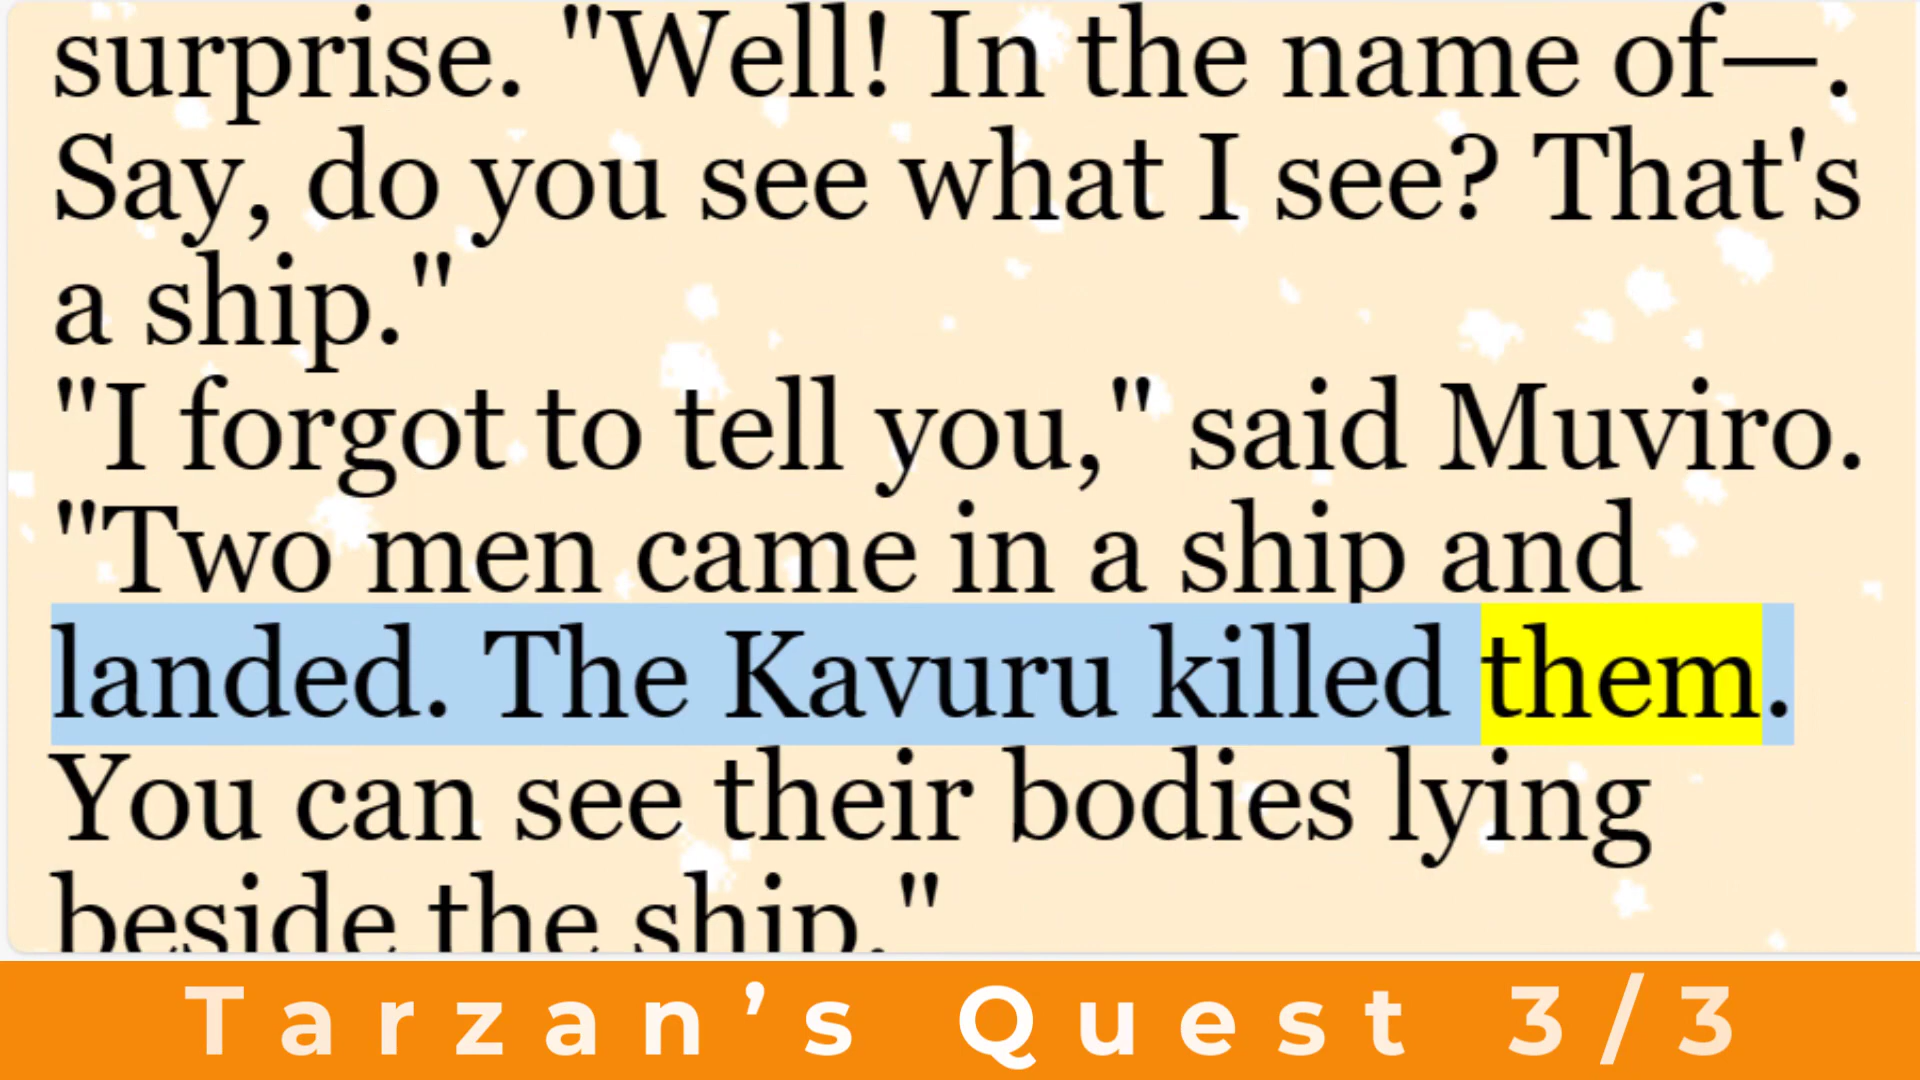 surprise. "Well! In the name of—.
Say, do you see what I see? That's
a ship."
"I forgot to tell you," said Muviro.
"Two men came in a ship and
landed. The Kavuru killed them.
You can see their bodies lying
beside the ship."
Tarzan’s Quest 3/3